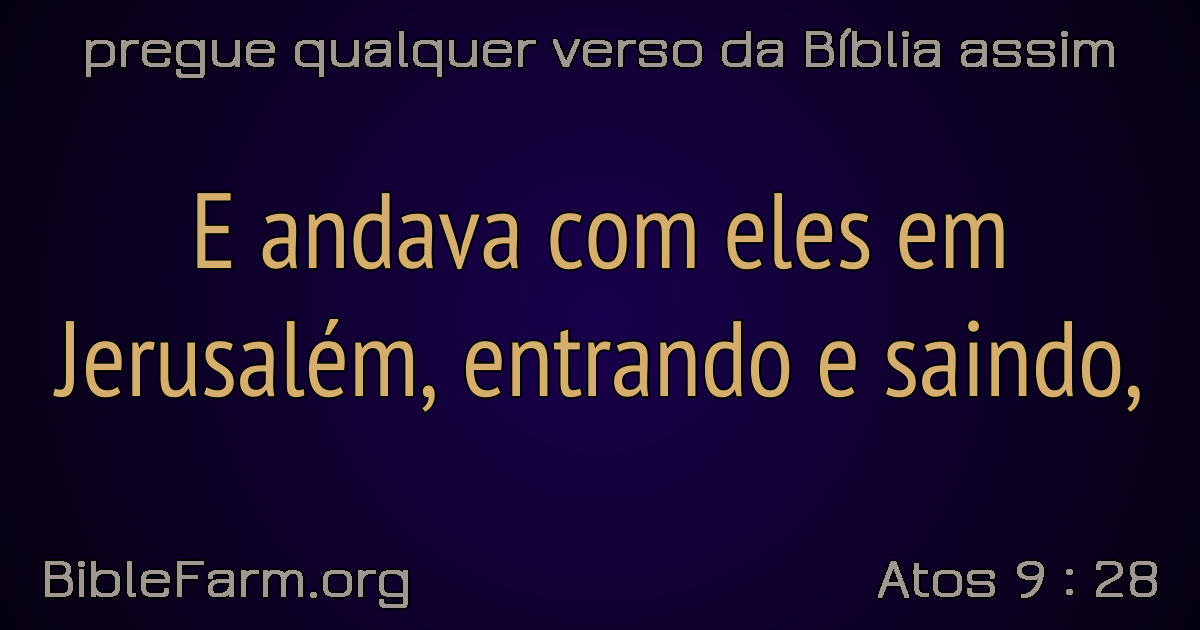 pregue qualquer verso da Bíblia assim
E andava com eles em
Jerusalém, entrando e saindo,
BibleFarm.org
Atos 9 : 28